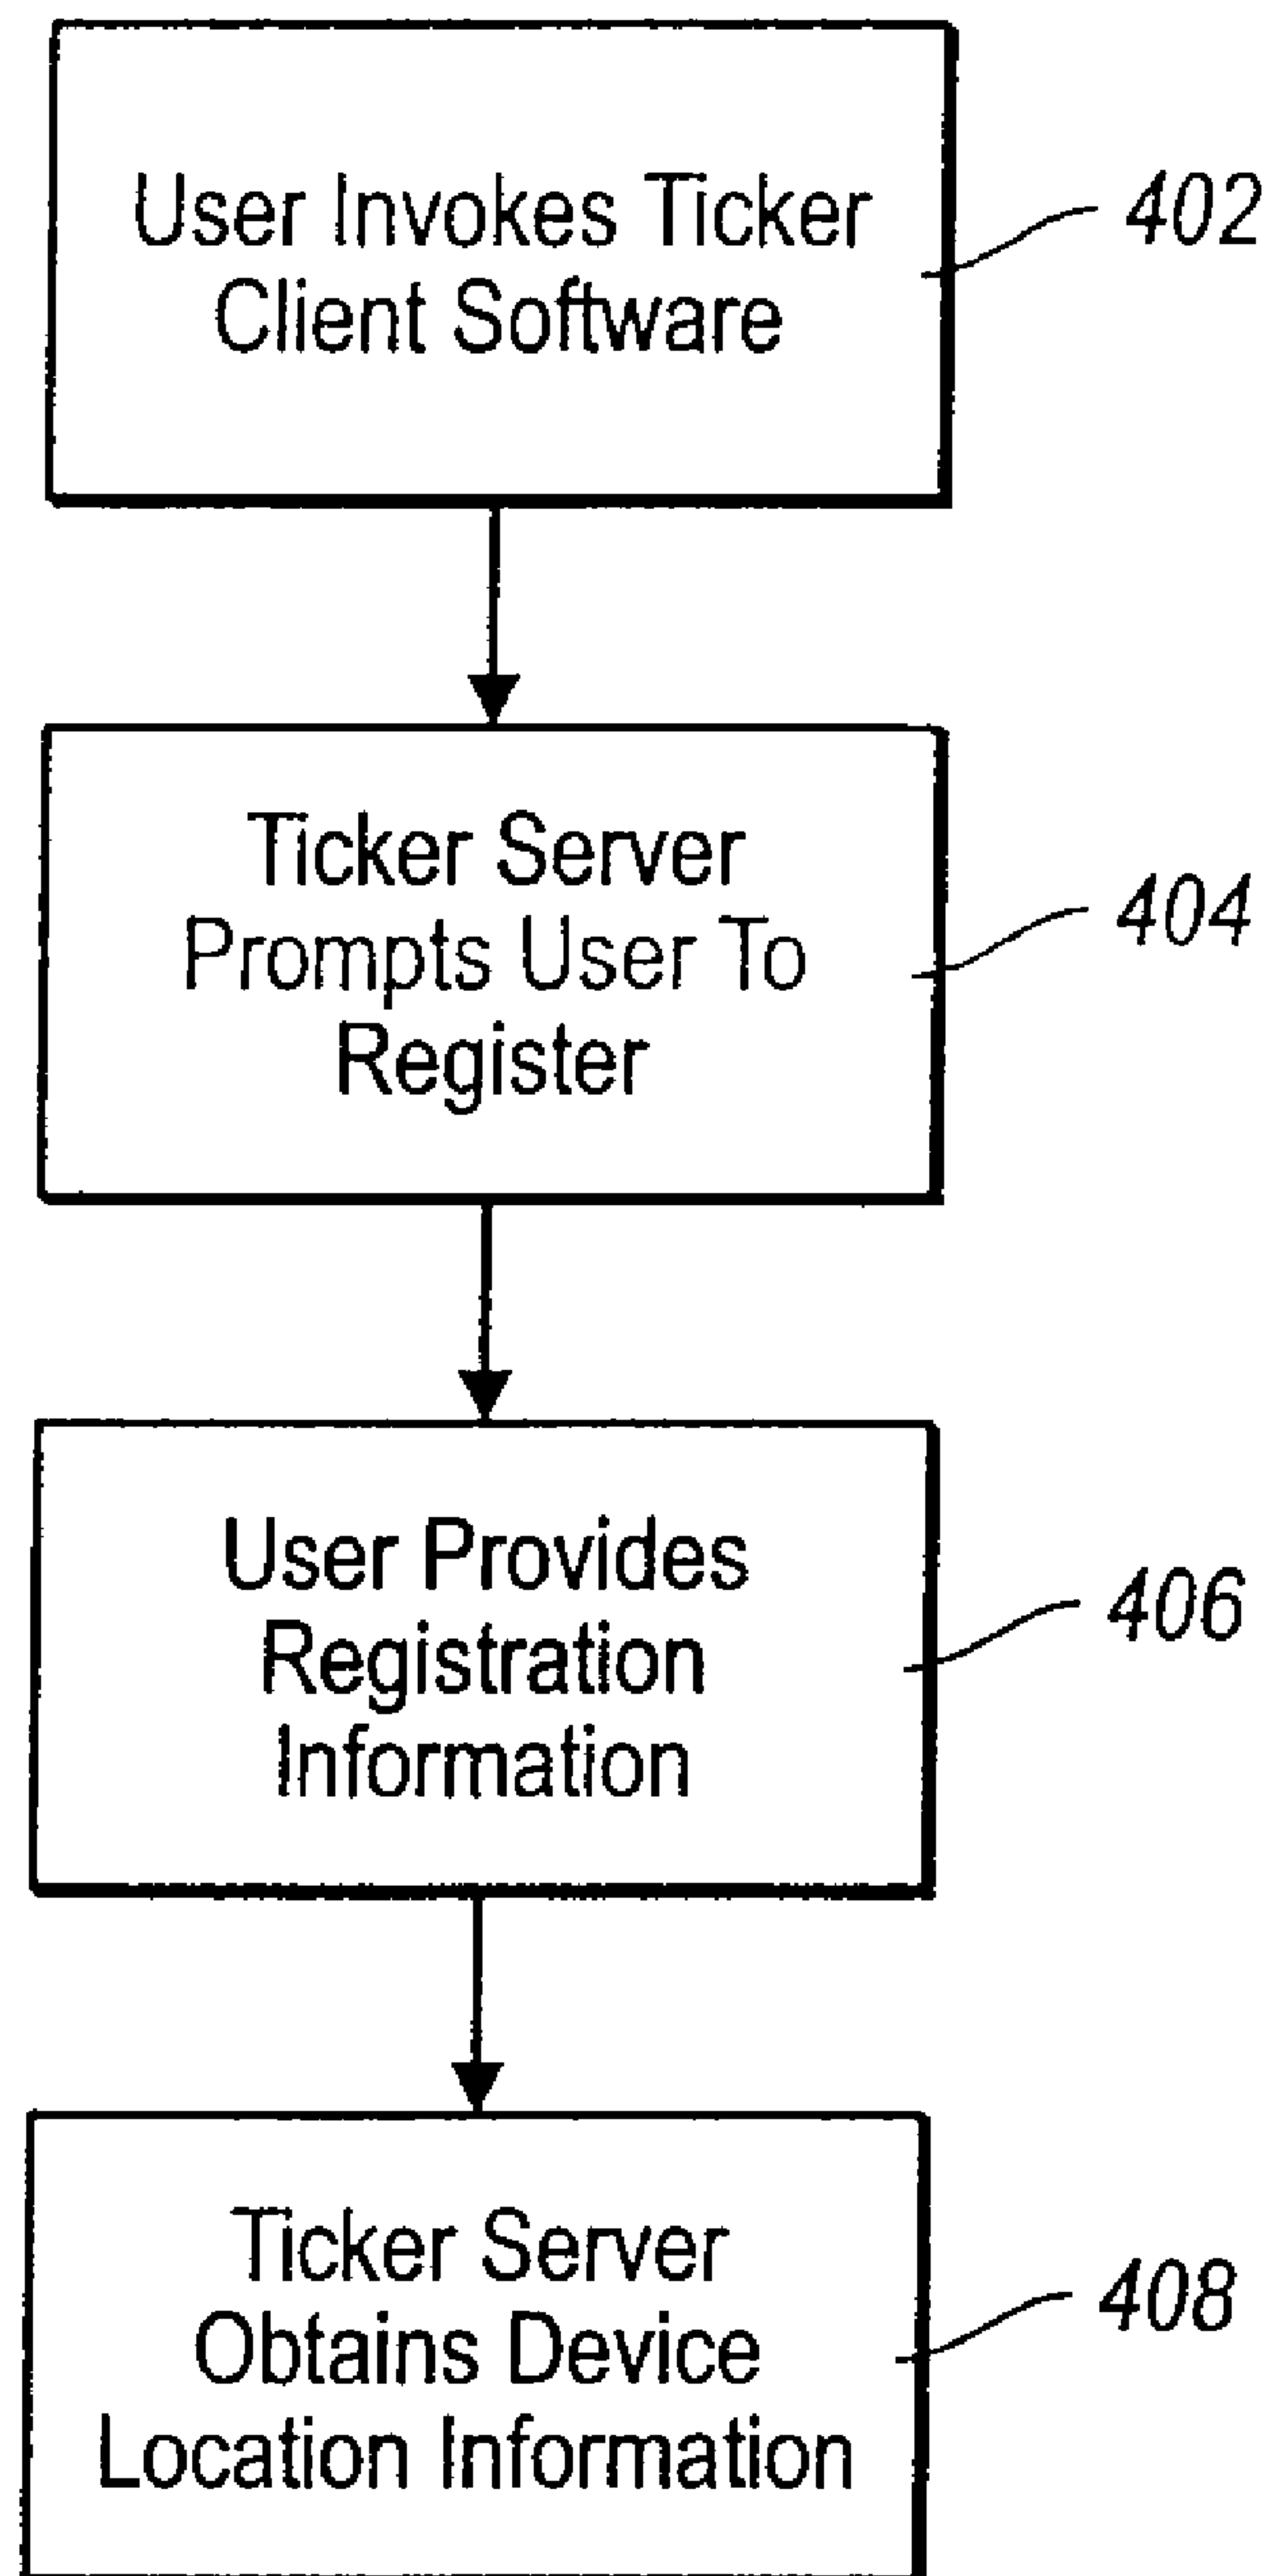 User Invokes Ticker
Client Software
402
Ticker Server
Prompts User To
Register
404
User Provides
Registration
Information
406
Ticker Server
Obtains Device
Location Information
408